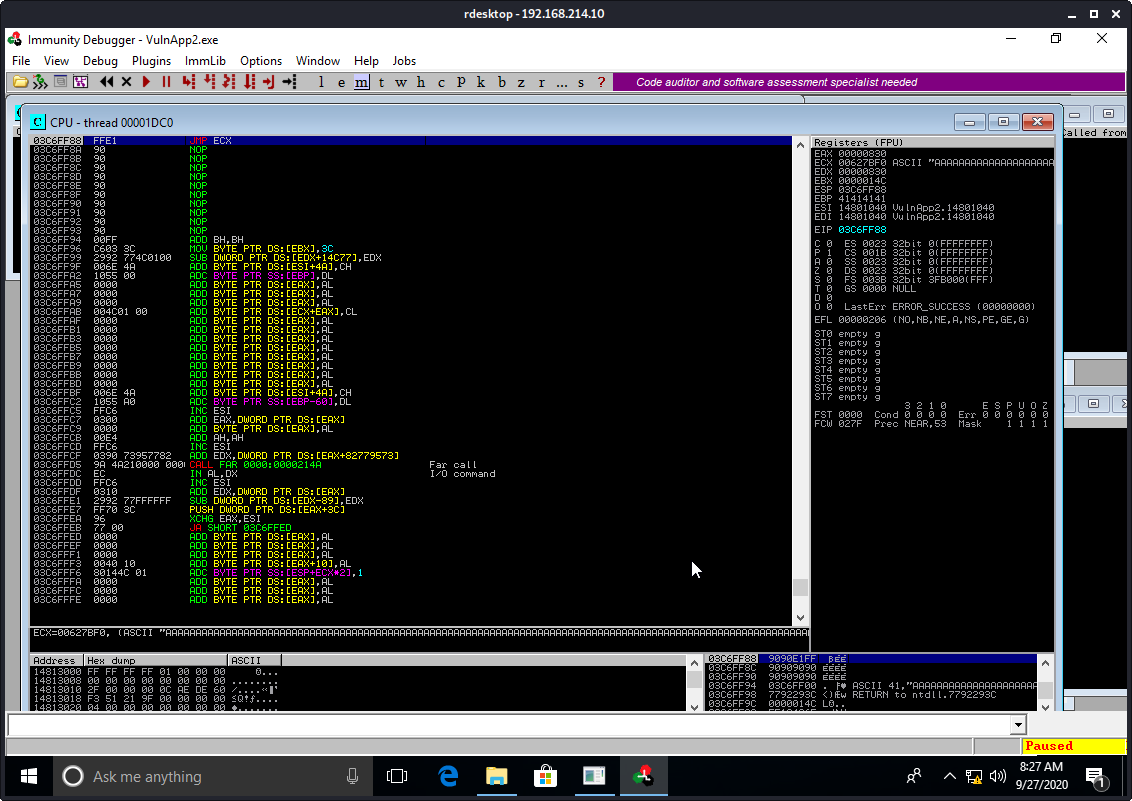 rdesktop - 192.168.214.10
Immunity Debugger - VulnApp2.exe
File View Debug Plugins ImmLib Options Window Help Jobs
l e m t w h c P k b z r ... s ?
Code auditor and software assessment specialist needed
CPU - thread 00001DC0
Called from
03C6FF88 FFE1 JMP ECX
03C6FF8A 90 NOP
03C6FF8B 90 NOP
03C6FF8C 90 NOP
03C6FF8D 90 NOP
03C6FF8E 90 NOP
03C6FF8F 90 NOP
03C6FF90 90 NOP
03C6FF91 90 NOP
03C6FF92 90 NOP
03C6FF93 90 NOP
03C6FF94 00FF ADD BH,BH
03C6FF96 C603 3C MOV BYTE PTR DS:[EBX],3C
03C6FF99 2992 774C0100 SUB DWORD PTR DS:[EDX+14C77],EDX
03C6FF9F 006E 4A ADD BYTE PTR DS:[ESI+4A],CH
03C6FFA2 1055 00 ADC BYTE PTR SS:[EBP],DL
03C6FFA5 0000 ADD BYTE PTR DS:[EAX],AL
03C6FFA7 0000 ADD BYTE PTR DS:[EAX],AL
03C6FFA9 0000 ADD BYTE PTR DS:[EAX],AL
03C6FFAB 004C01 00 ADD BYTE PTR DS:[ECX+EAX],CL
03C6FFAF 0000 ADD BYTE PTR DS:[EAX],AL
03C6FFB1 0000 ADD BYTE PTR DS:[EAX],AL
03C6FFB3 0000 ADD BYTE PTR DS:[EAX],AL
03C6FFB5 0000 ADD BYTE PTR DS:[EAX],AL
03C6FFB7 0000 ADD BYTE PTR DS:[EAX],AL
03C6FFB9 0000 ADD BYTE PTR DS:[EAX],AL
03C6FFBB 0000 ADD BYTE PTR DS:[EAX],AL
03C6FFBD 0000 ADD BYTE PTR DS:[EAX],AL
03C6FFBF 006E 4A ADD BYTE PTR DS:[ESI+4A],CH
03C6FFC2 1055 A0 ADC BYTE PTR SS:[EBP-60],DL
03C6FFC5 FFC6 INC ESI
03C6FFC7 0300 ADD EAX,DWORD PTR DS:[EAX]
03C6FFC9 0000 ADD BYTE PTR DS:[EAX],AL
03C6FFCB 00E4 ADD AH,AH
03C6FFCD FFC6 INC ESI
03C6FFCF 0390 73957782 ADD EDX,DWORD PTR DS:[EAX+82779573]
03C6FFD5 9A 4A210000 000 CALL FAR 0000:0000214A Far call
03C6FFDC EC IN AL,DX I/O command
03C6FFDD FFC6 INC ESI
03C6FFDF 0310 ADD EDX,DWORD PTR DS:[EAX]
03C6FFE1 2992 77FFFFFF SUB DWORD PTR DS:[EDX-89],EDX
03C6FFE7 FF70 3C PUSH DWORD PTR DS:[EAX+3C]
03C6FFEA 96 XCHG EAX,ESI
03C6FFEB 77 00 JA SHORT 03C6FFED
03C6FFED 0000 ADD BYTE PTR DS:[EAX],AL
03C6FFEF 0000 ADD BYTE PTR DS:[EAX],AL
03C6FFF1 0000 ADD BYTE PTR DS:[EAX],AL
03C6FFF3 0040 10 ADD BYTE PTR DS:[EAX+10],AL
03C6FFF6 80144C 01 ADC BYTE PTR SS:[ESP+ECX*2],1
03C6FFFA 0000 ADD BYTE PTR DS:[EAX],AL
03C6FFFC 0000 ADD BYTE PTR DS:[EAX],AL
03C6FFFE 0000 ADD BYTE PTR DS:[EAX],AL
Registers (FPU)
EAX 00000830
ECX 00627BF0 ASCII "AAAAAAAAAAAAAAAAAAAA
EDX 00000830
EBX 0000014C
ESP 03C6FF88
EBP 41414141
ESI 14801040 VulnApp2.14801040
EDI 14801040 VulnApp2.14801040
EIP 03C6FF88
C 0 ES 0023 32bit 0(FFFFFFFF)
P 1 CS 001B 32bit 0(FFFFFFFF)
A 0 SS 0023 32bit 0(FFFFFFFF)
Z 0 DS 0023 32bit 0(FFFFFFFF)
S 0 FS 003B 32bit 3FB000(FFF)
T 0 GS 0000 NULL
D 0
O 0 LastErr ERROR_SUCCESS (00000000)
EFL 00000206 (NO,NB,NE,A,NS,PE,GE,G)
ST0 empty g
ST1 empty g
ST2 empty g
ST3 empty g
ST4 empty g
ST5 empty g
ST6 empty g
ST7 empty g
3 2 1 0 E S P U O Z
FST 0000 Cond 0 0 0 0 Err 0 0 0 0 0 0
FCW 027F Prec NEAR,53 Mask 1 1 1 1
ECX=00627BF0, (ASCII "AAAAAAAAAAAAAAAAAAAAAAAAAAAAAAAAAAAAAAAAAAAAAAAAAAAAAAAAAAAAAAAAAAAAAAAAAAAAAAAAAAAAAAAAAAAAAAAAAAAAAAAAA
Address Hex dump ASCII
14813000 FF FF FF FF 01 00 00 00
14813008 00 00 00 00 00 00 00 00 ........
14813010 2F 00 00 00 0C AE DE 60
14813018 F3 51 21 9F 00 00 00 00
14813020 04 00 00 00 00 00 00 00
03C6FF88 9090E1FF
03C6FF8C 90909090 ÉÉÉÉ
03C6FF90 90909090 ÉÉÉÉ
03C6FF94 03C6FF00 ASCII 41,"AAAAAAAAAAAAAAAAAAAA
03C6FF98 7792293C RETURN to ntdll.7792293C
03C6FF9C 0000014C L0..
Paused
Ask me anything
8:27 AM
9/27/2020
1